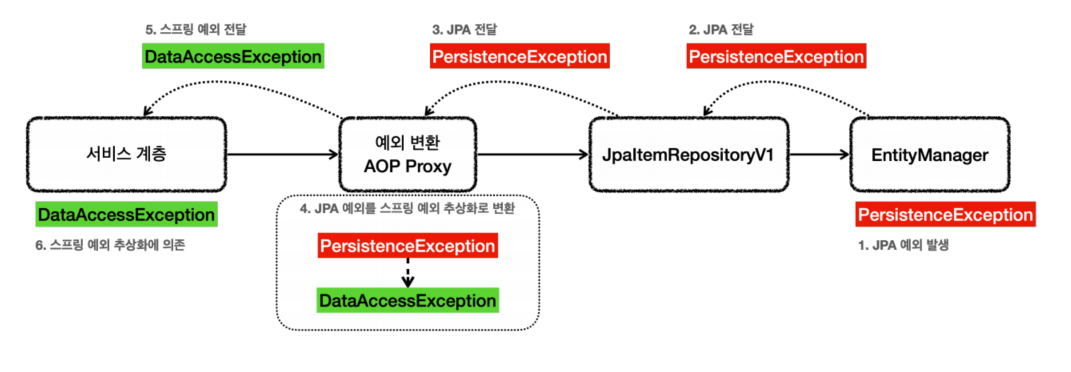 5. 스프링 예외 전달
DataAccessException
3. JPA 전달
PersistenceException
2. JPA 전달
PersistenceException
서비스 계층
예외 변환
AOP Proxy
JpaItemRepositoryV1
EntityManager
DataAccessException
6. 스프링 예외 추상화에 의존
4. JPA 예외를 스프링 예외 추상화로 변환
PersistenceException
DataAccessException
PersistenceException
1. JPA 예외 발생